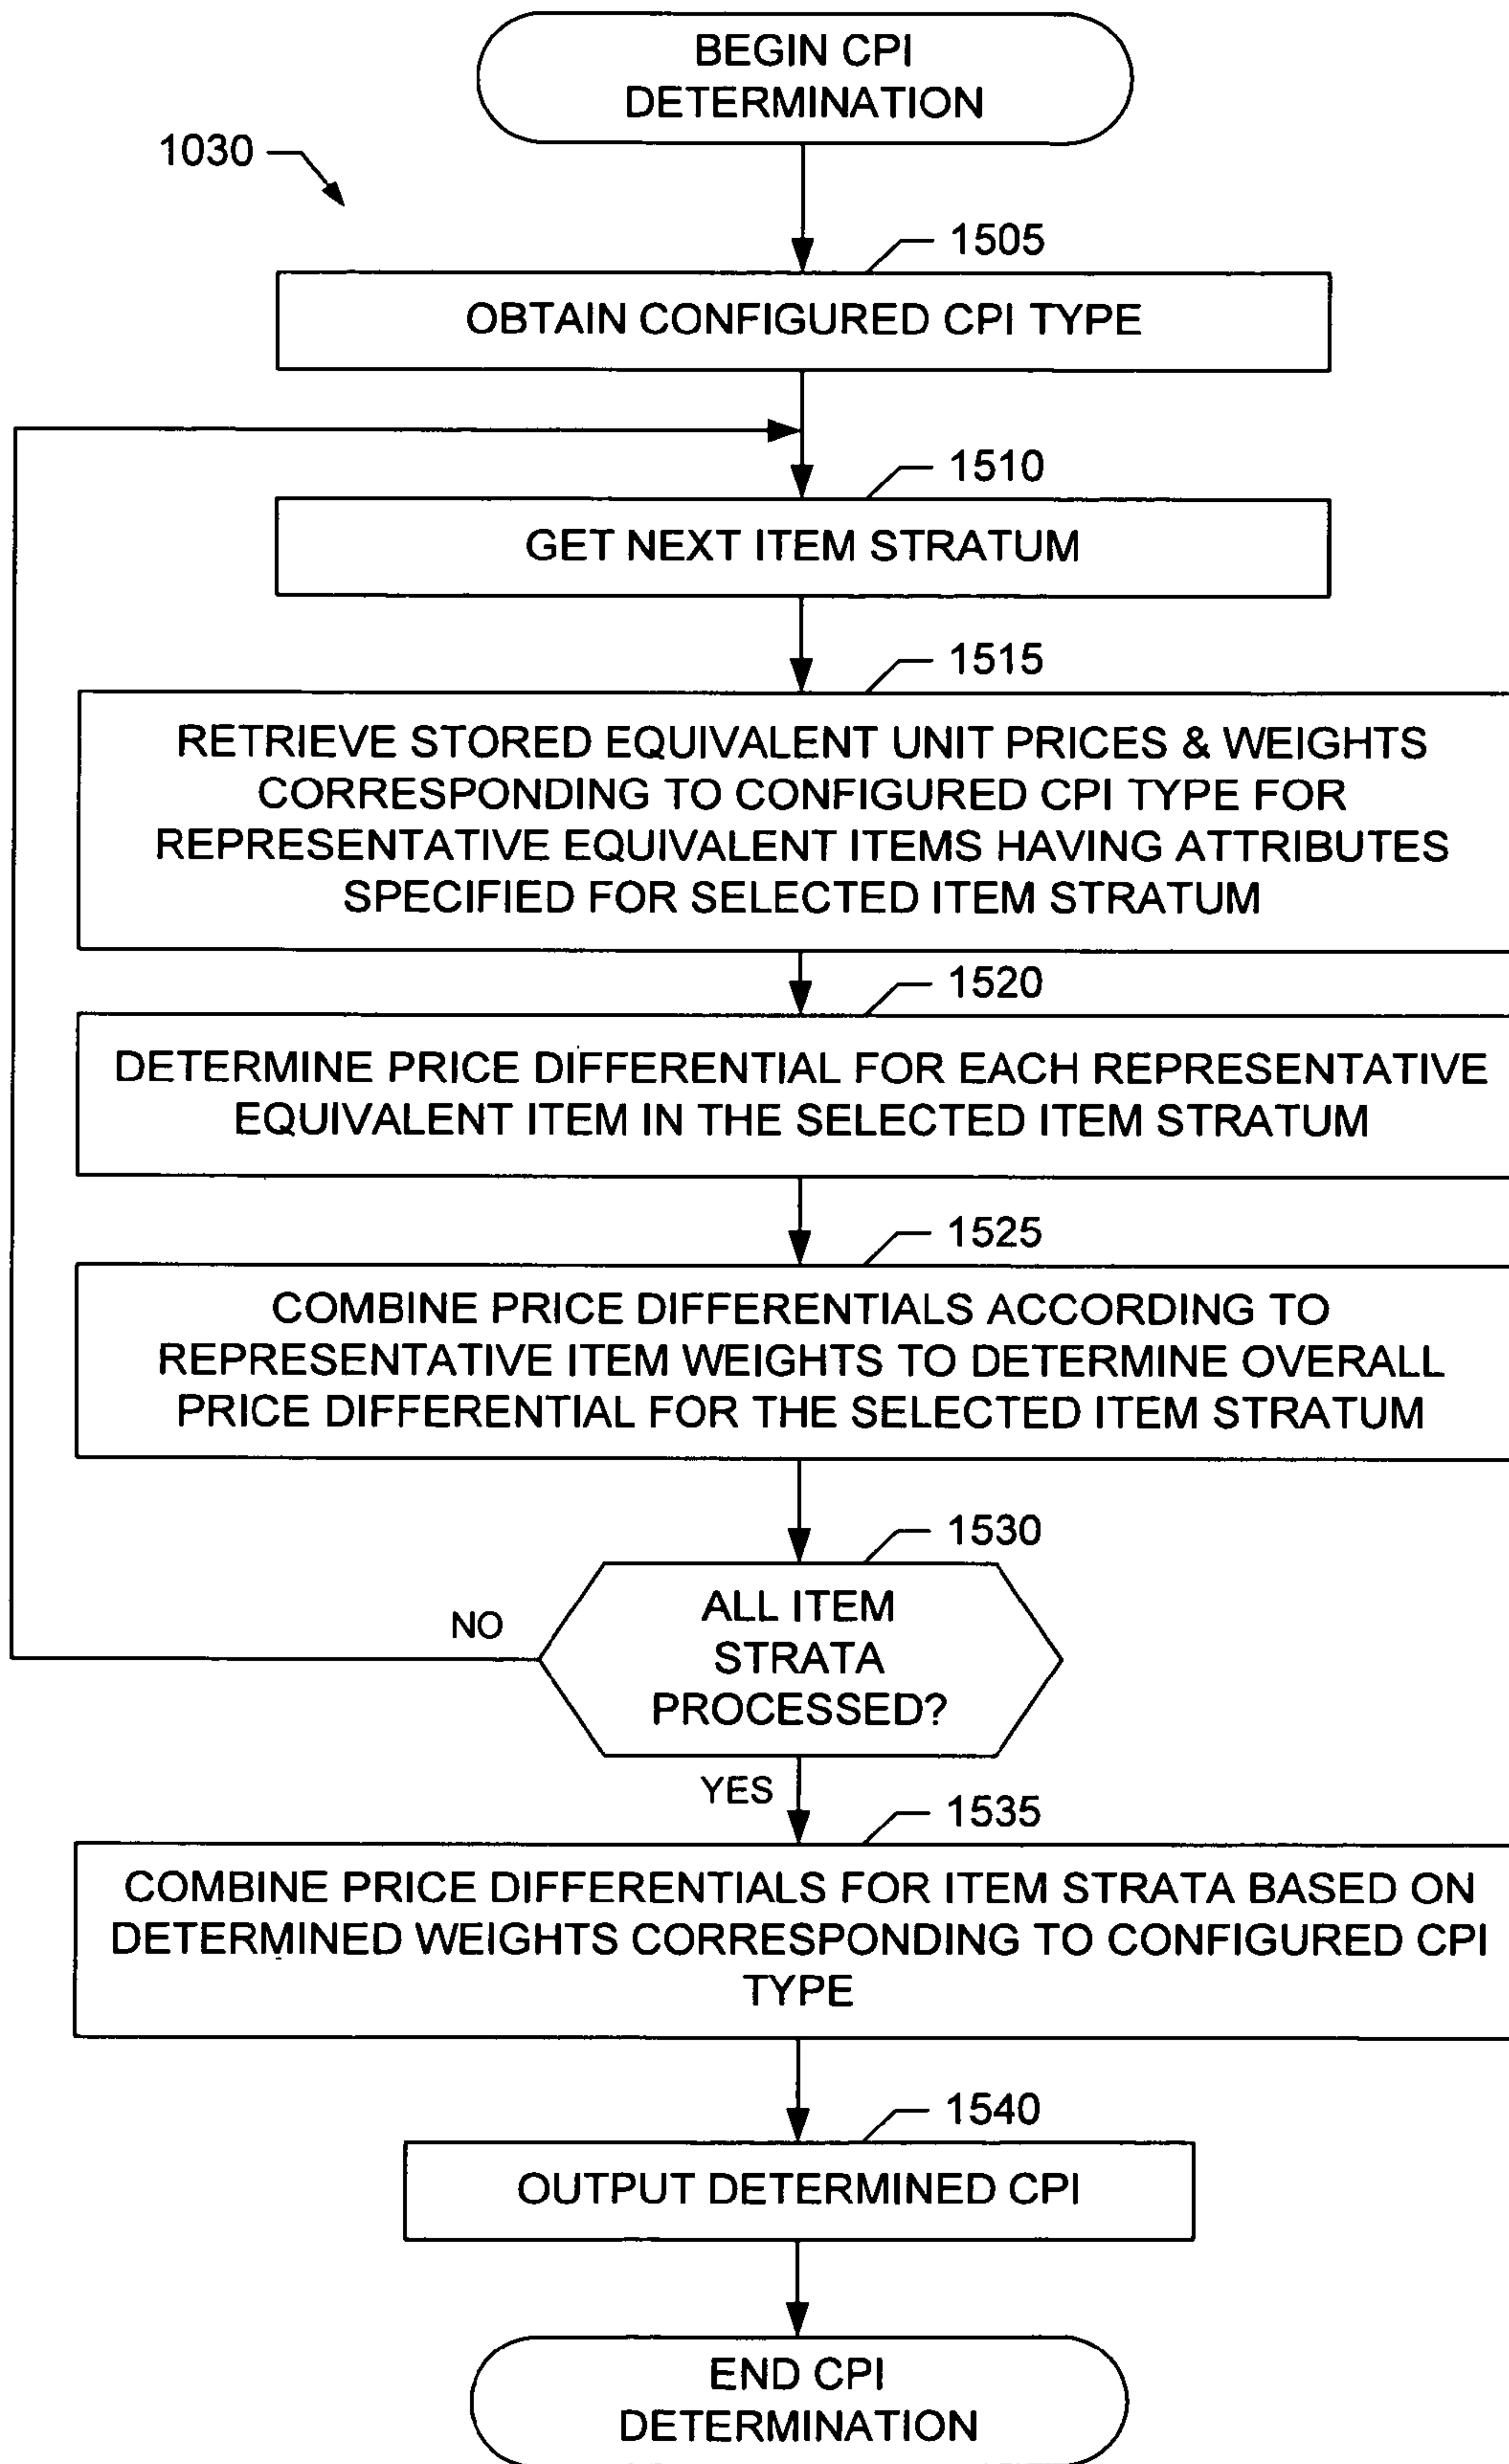 BEGIN CPI
DETERMINATION
1030
1505
OBTAIN CONFIGURED CPI TYPE
1510
GET NEXT ITEM STRATUM
1515
RETRIEVE STORED EQUIVALENT UNIT PRICES & WEIGHTS
CORRESPONDING TO CONFIGURED CPI TYPE FOR
REPRESENTATIVE EQUIVALENT ITEMS HAVING ATTRIBUTES
SPECIFIED FOR SELECTED ITEM STRATUM
1520
DETERMINE PRICE DIFFERENTIAL FOR EACH REPRESENTATIVE
EQUIVALENT ITEM IN THE SELECTED ITEM STRATUM
1525
COMBINE PRICE DIFFERENTIALS ACCORDING TO
REPRESENTATIVE ITEM WEIGHTS TO DETERMINE OVERALL
PRICE DIFFERENTIAL FOR THE SELECTED ITEM STRATUM
1530
ALL ITEM
STRATA
PROCESSED?
NO
YES
1535
COMBINE PRICE DIFFERENTIALS FOR ITEM STRATA BASED ON
DETERMINED WEIGHTS CORRESPONDING TO CONFIGURED CPI
TYPE
1540
OUTPUT DETERMINED CPI
END CPI
DETERMINATION